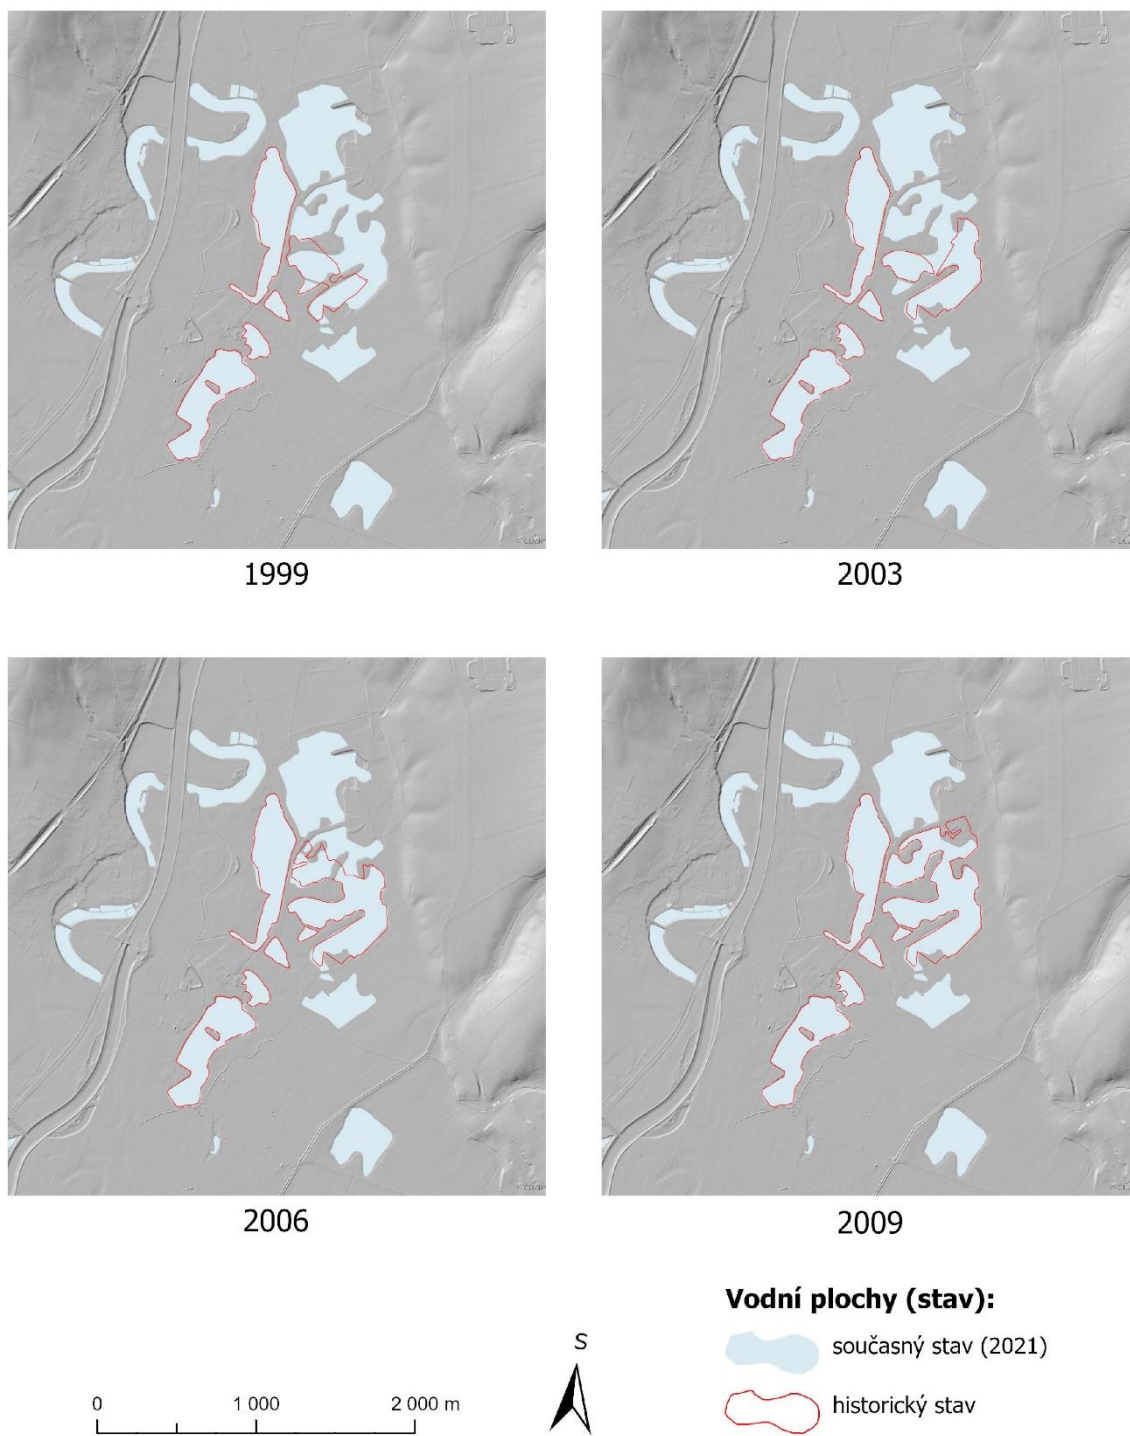 1999
2003
2006
2009
Vodní plochy (stav):
současný stav (2021)
historický stav
S
0 1 000 2 000 m